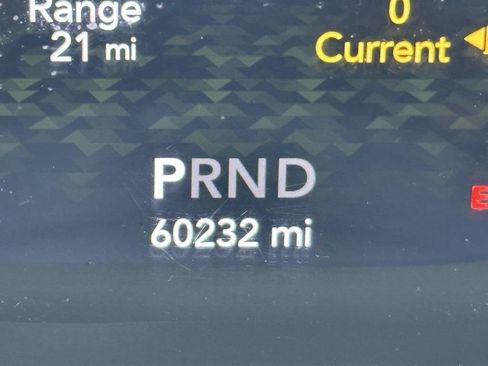 Range
21 mi
0
Current
PRND
60232 mi
E